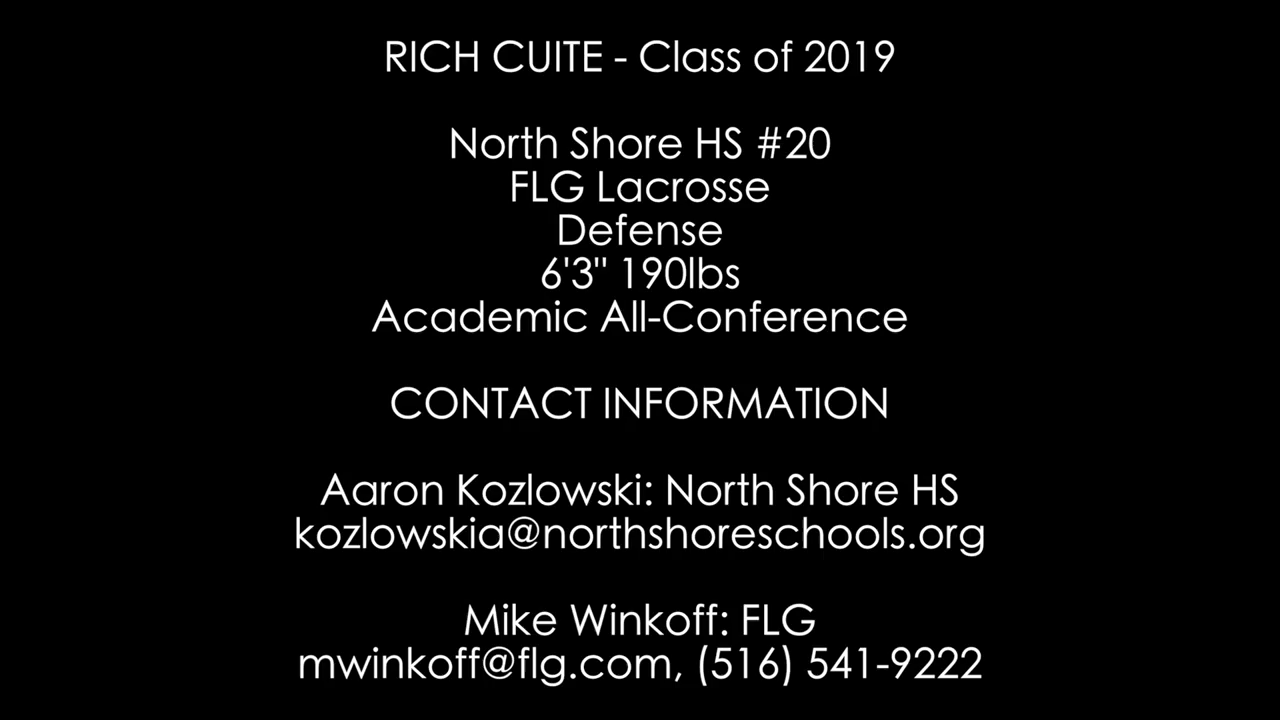 RICH CUITE - Class of 2019
North Shore HS #20
FLG Lacrosse
Defense
6'3" 190lbs
Academic All-Conference
CONTACT INFORMATION
Aaron Kozlowski: North Shore HS
kozlowskia@northshoreschools.org
Mike Winkoff: FLG
mwinkoff@flg.com, (516) 541-9222